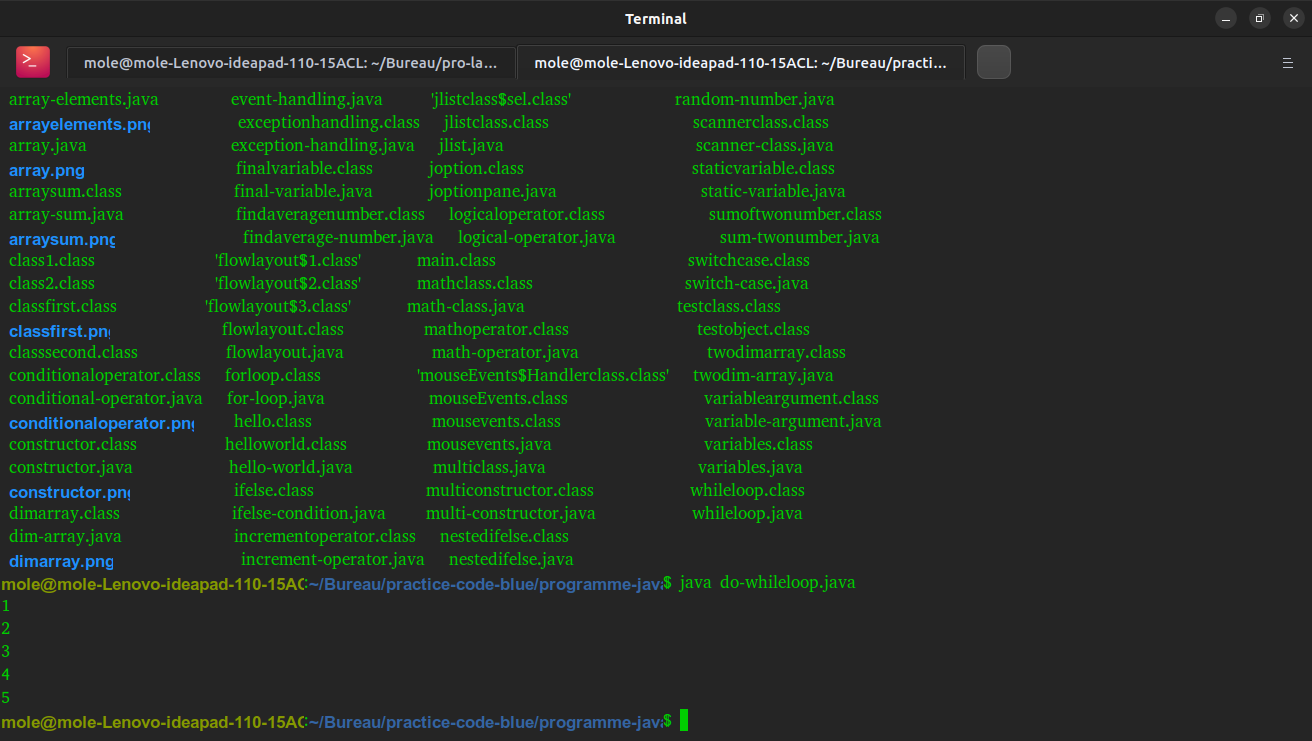 Terminal
mole@mole-Lenovo-ideapad-110-15ACL: ~/Bureau/pro-la... mole@mole-Lenovo-ideapad-110-15ACL: ~/Bureau/practi...
array-elements.java event-handling.java 'jlistclass$sel.class' random-number.java
arrayelements.png exceptionhandling.class jlistclass.class scannerclass.class
array.java exception-handling.java jlist.java scanner-class.java
array.png finalvariable.class joption.class staticvariable.class
arraysum.class final-variable.java joptionpane.java static-variable.java
array-sum.java findaveragenumber.class logicaloperator.class sumoftwonumber.class
arraysum.png findaverage-number.java logical-operator.java sum-twonumber.java
class1.class 'flowlayout$1.class' main.class switchcase.class
class2.class 'flowlayout$2.class' mathclass.class switch-case.java
classfirst.class 'flowlayout$3.class' math-class.java testclass.class
classfirst.png flowlayout.class mathoperator.class testobject.class
classsecond.class flowlayout.java math-operator.java twodimarray.class
conditionaloperator.class forloop.class 'mouseEvents$Handlerclass.class' twodim-array.java
conditional-operator.java for-loop.java mouseEvents.class variableargument.class
conditionaloperator.png hello.class mousevents.class variable-argument.java
constructor.class helloworld.class mousevents.java variables.class
constructor.java hello-world.java multiclass.java variables.java
constructor.png ifelse.class multiconstructor.class whileloop.class
dimarray.class ifelse-condition.java multi-constructor.java whileloop.java
dim-array.java incrementoperator.class nestedifelse.class
dimarray.png increment-operator.java nestedifelse.java
mole@mole-Lenovo-ideapad-110-15AC:~/Bureau/practice-code-blue/programme-java$ java do-whileloop.java
1
2
3
4
5
mole@mole-Lenovo-ideapad-110-15AC:~/Bureau/practice-code-blue/programme-java$